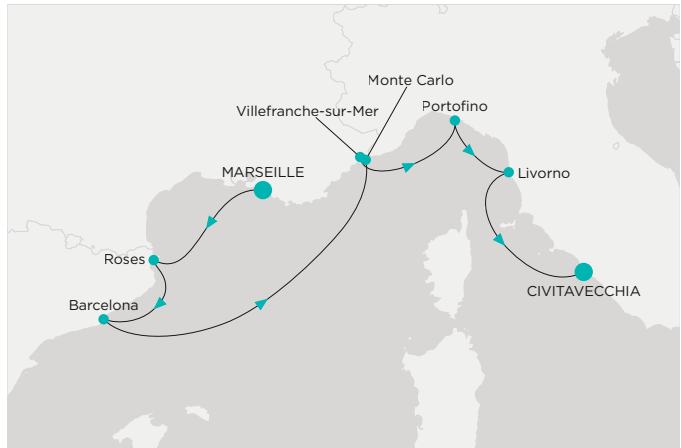 Monte Carlo
Villefranche-sur-Mer
Portofino
MARSEILLE
Livorno
Roses
CIVITAVECCHIA
Barcelona